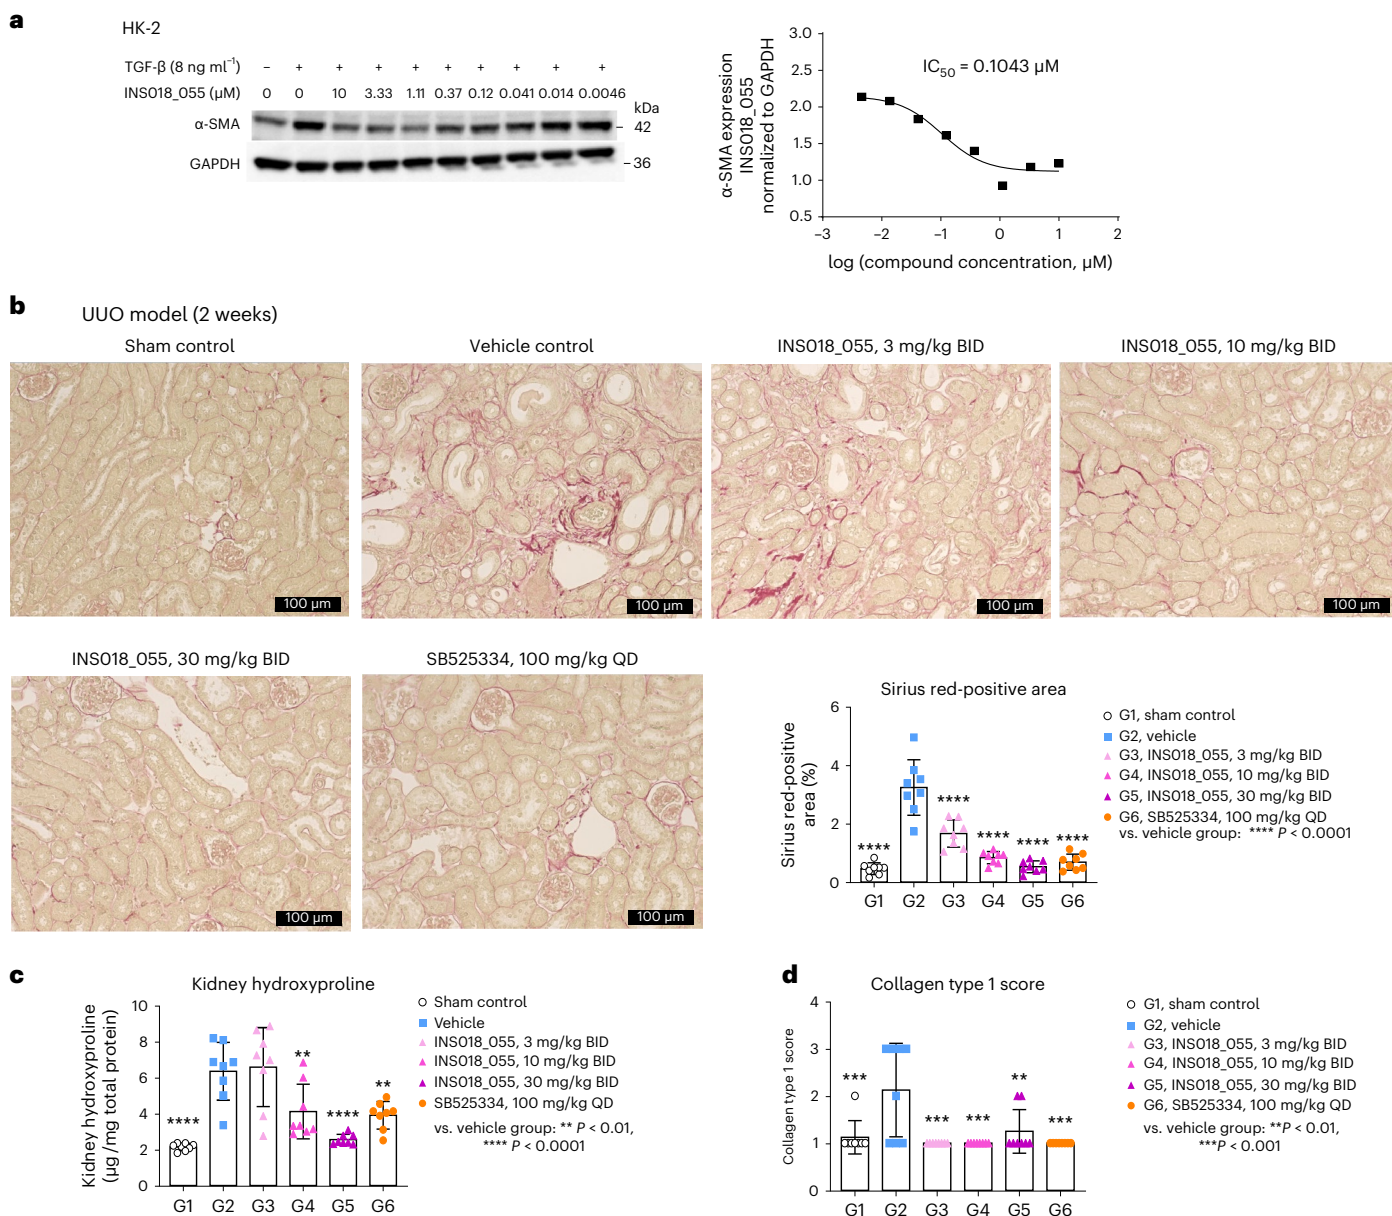 a
HK-2
TGF-β (8 ng ml⁻¹) – + + + + + + + + +
INS018_055 (µM) 0 0 10 3.33 1.11 0.37 0.12 0.041 0.014 0.0046
kDa
α-SMA
42
GAPDH
36
α-SMA expression
INS018_055
normalized to GAPDH
3.0
2.5
2.0
1.5
1.0
0.5
IC₅₀ = 0.1043 µM
–3 –2 –1 0 1 2
log (compound concentration, µM)
b
UUO model (2 weeks)
Sham control
Vehicle control
INS018_055, 3 mg/kg BID
INS018_055, 10 mg/kg BID
100 µm
100 µm
100 µm
100 µm
INS018_055, 30 mg/kg BID
SB525334, 100 mg/kg QD
100 µm
100 µm
Sirius red-positive area
Sirius red-positive
area (%)
6
4
2
0
**** **** **** **** ****
G1 G2 G3 G4 G5 G6
G1, sham control
G2, vehicle
G3, INS018_055, 3 mg/kg BID
G4, INS018_055, 10 mg/kg BID
G5, INS018_055, 30 mg/kg BID
G6, SB525334, 100 mg/kg QD
vs. vehicle group: **** P < 0.0001
c
Kidney hydroxyproline
Kidney hydroxyproline
(µg /mg total protein)
10
8
6
4
2
0
**** ** **** **
G1 G2 G3 G4 G5 G6
Sham control
Vehicle
INS018_055, 3 mg/kg BID
INS018_055, 10 mg/kg BID
INS018_055, 30 mg/kg BID
SB525334, 100 mg/kg QD
vs. vehicle group: ** P < 0.01,
**** P < 0.0001
d
Collagen type 1 score
Collagen type 1 score
4
3
2
1
0
*** *** *** ** ***
G1 G2 G3 G4 G5 G6
G1, sham control
G2, vehicle
G3, INS018_055, 3 mg/kg BID
G4, INS018_055, 10 mg/kg BID
G5, INS018_055, 30 mg/kg BID
G6, SB525334, 100 mg/kg QD
vs. vehicle group: **P < 0.01,
***P < 0.001